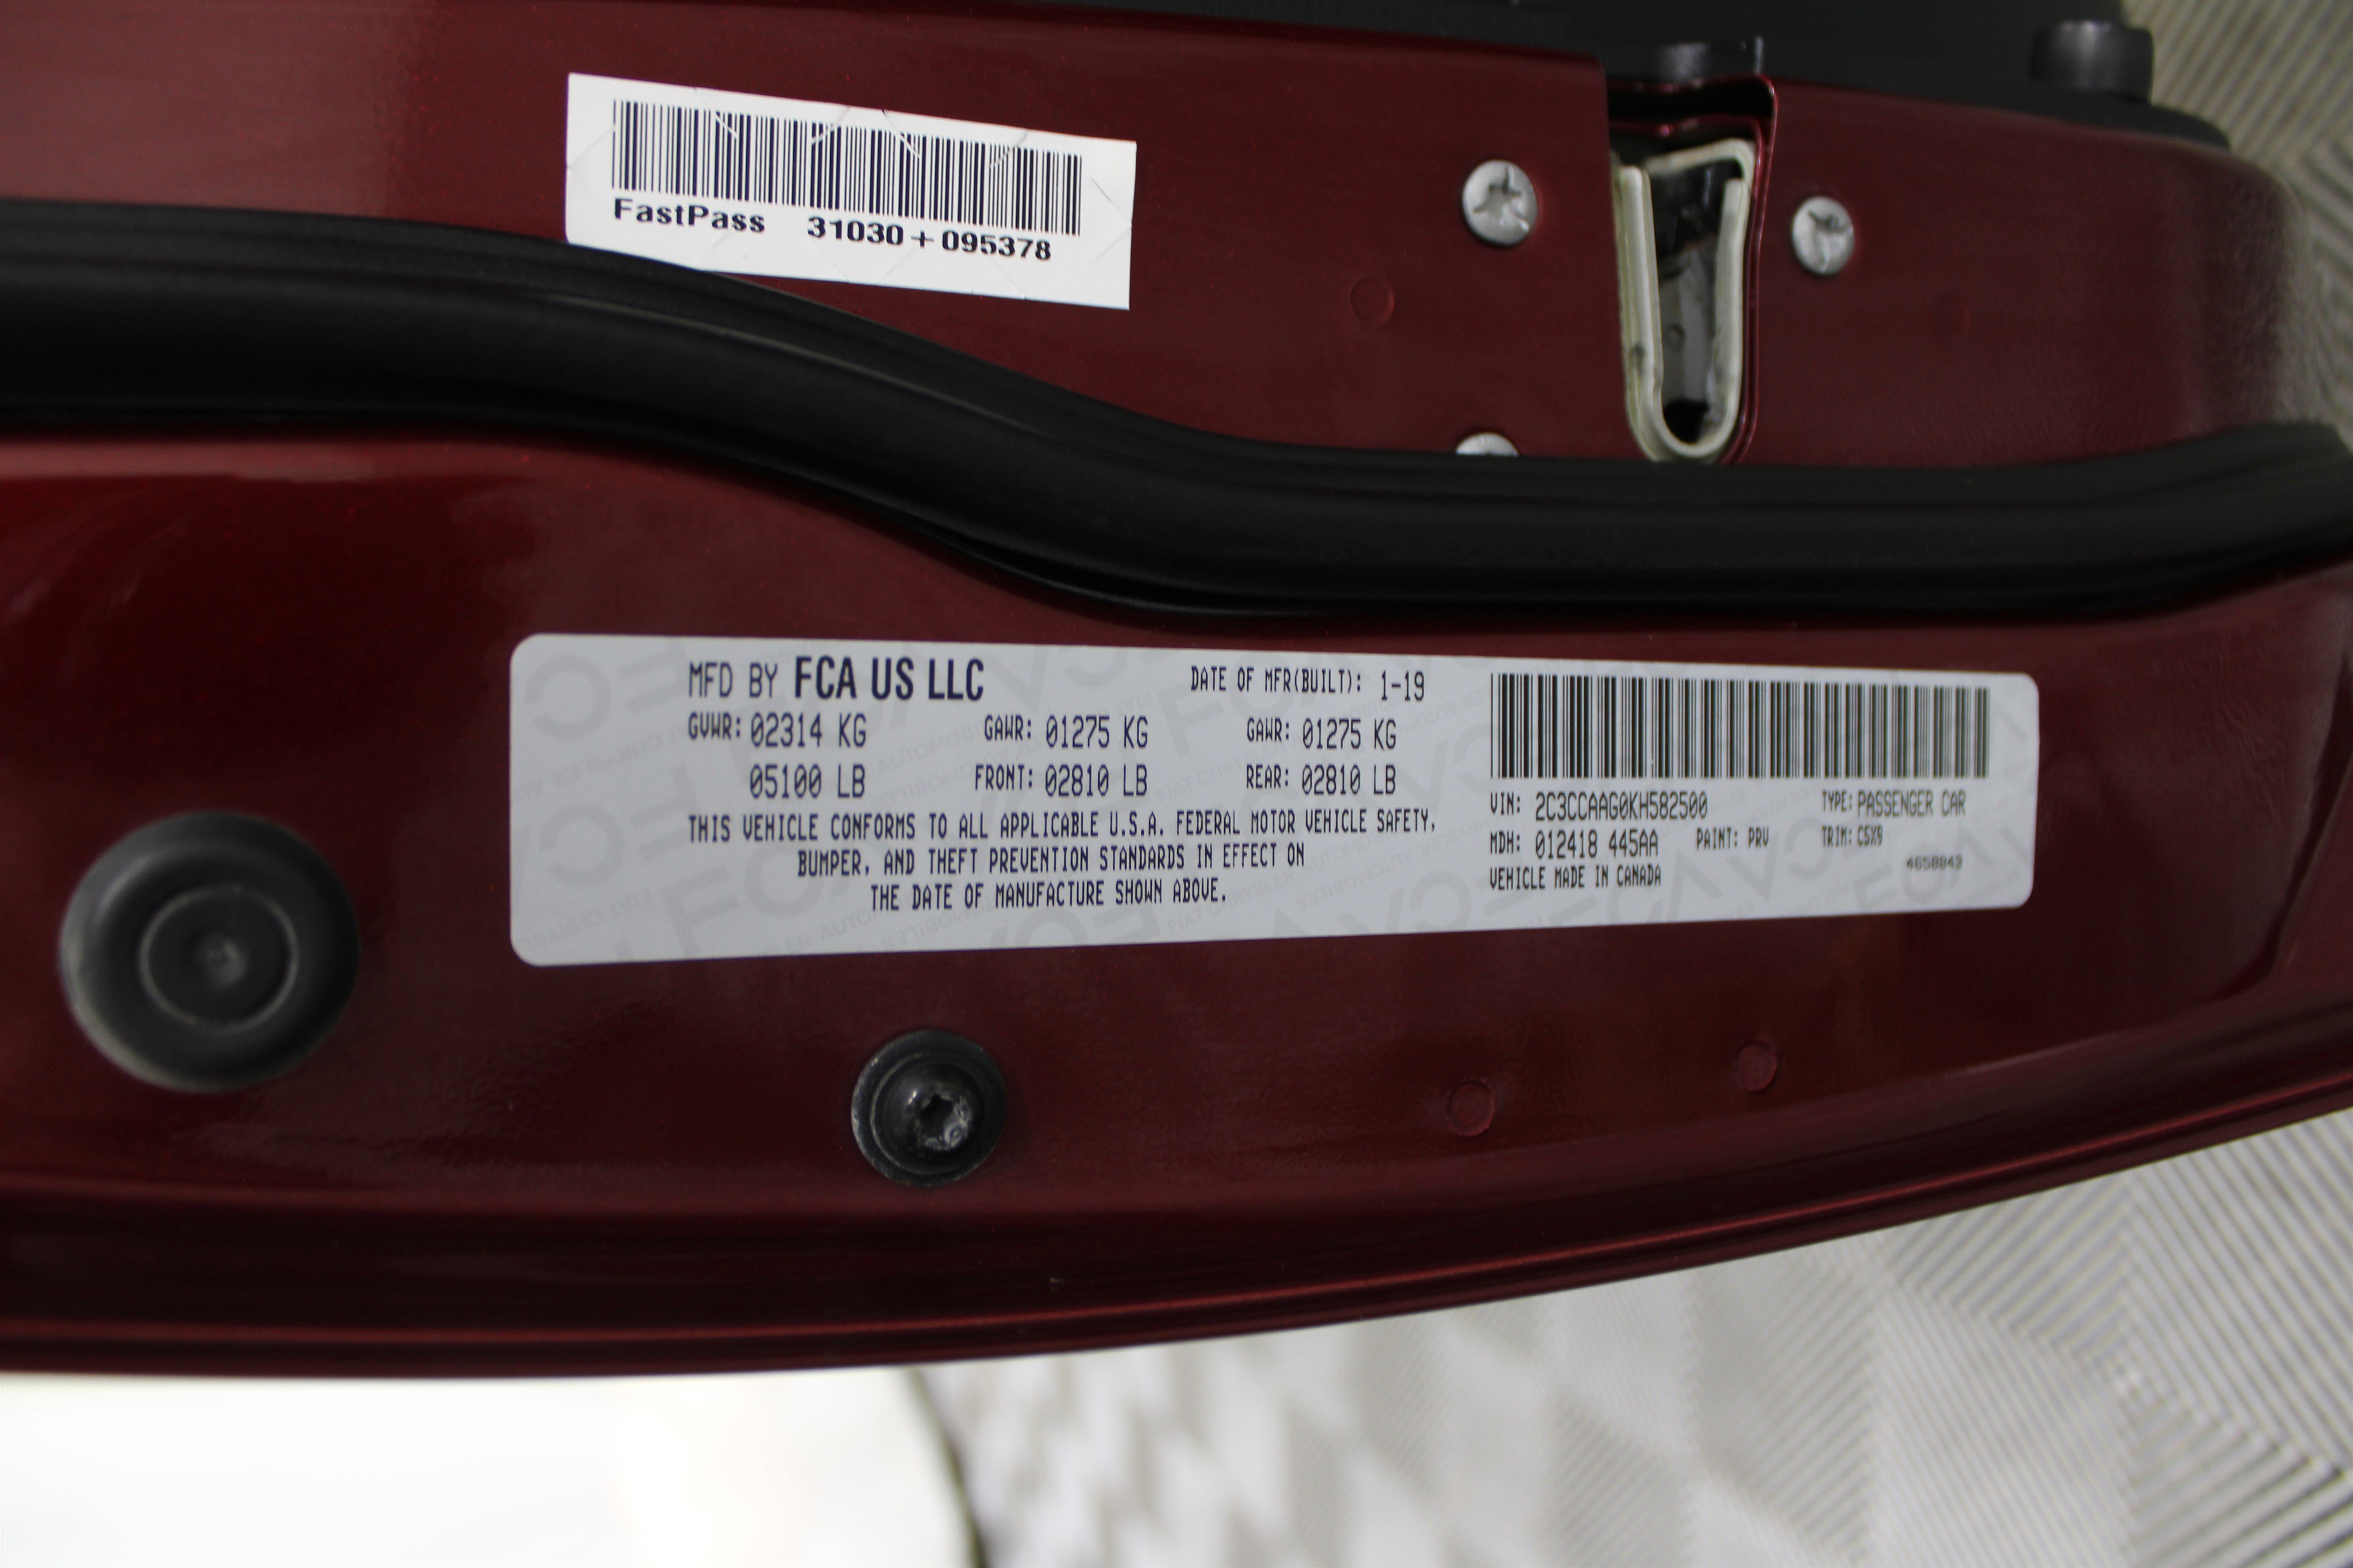 FastPass 31030+095378
MFD BY FCA US LLC DATE OF MFR(BUILT): 1-19
GVWR: 02314 KG GAWR: 01275 KG GAWR: 01275 KG
05100 LB FRONT: 02810 LB REAR: 02810 LB
THIS VEHICLE CONFORMS TO ALL APPLICABLE U.S.A. FEDERAL MOTOR VEHICLE SAFETY,
BUMPER, AND THEFT PREVENTION STANDARDS IN EFFECT ON
THE DATE OF MANUFACTURE SHOWN ABOVE.
VIN: 2C3CCAAG0KH582500 TYPE: PASSENGER CAR
MDH: 012418 445AA PAINT: PRV TRIM: C5X9
4650843
VEHICLE MADE IN CANADA